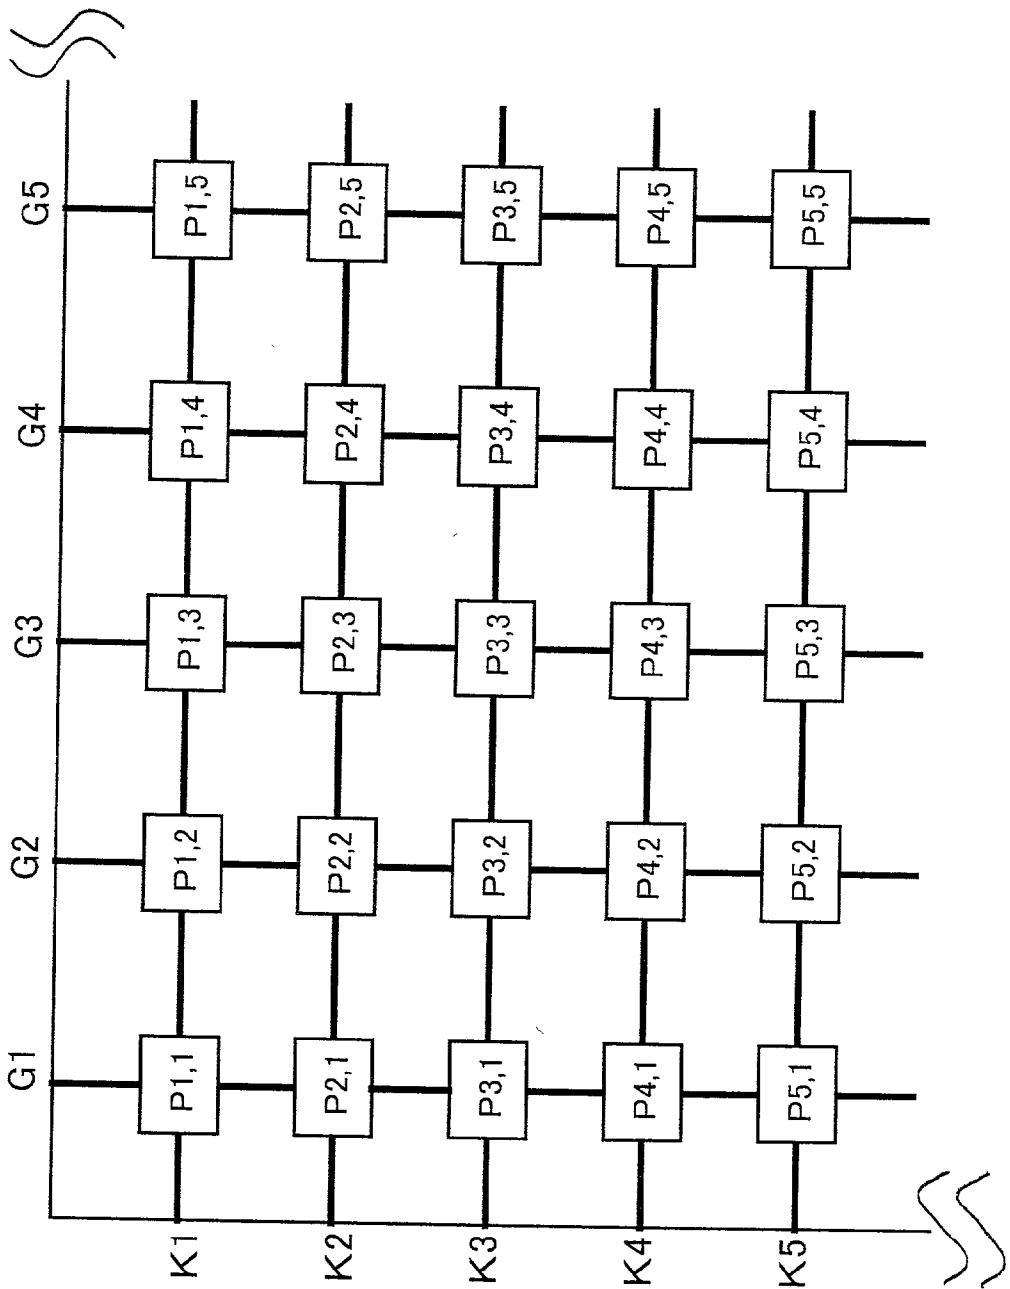 G1 G2 G3 G4 G5
K1 P1,1 P1,2 P1,3 P1,4 P1,5
K2 P2,1 P2,2 P2,3 P2,4 P2,5
K3 P3,1 P3,2 P3,3 P3,4 P3,5
K4 P4,1 P4,2 P4,3 P4,4 P4,5
K5 P5,1 P5,2 P5,3 P5,4 P5,5